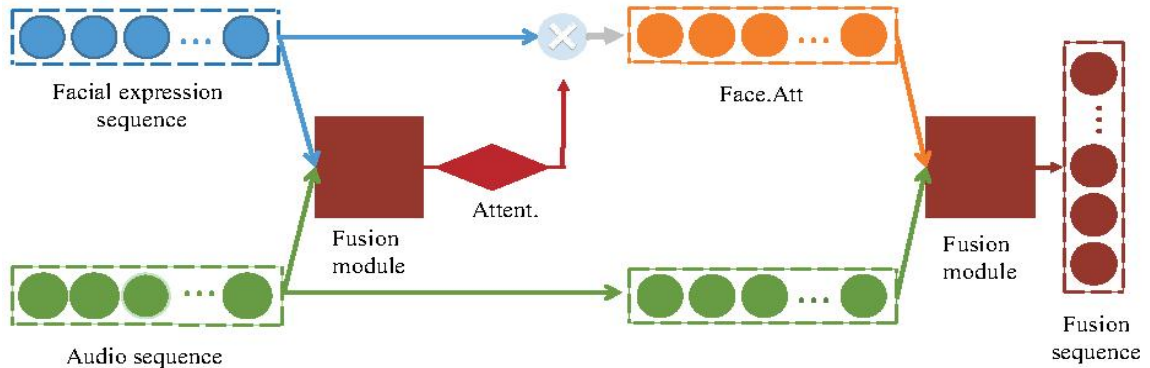 Facial expression
sequence
Face.Att
Attent.
Fusion
module
Fusion
module
Audio sequence
Fusion
sequence